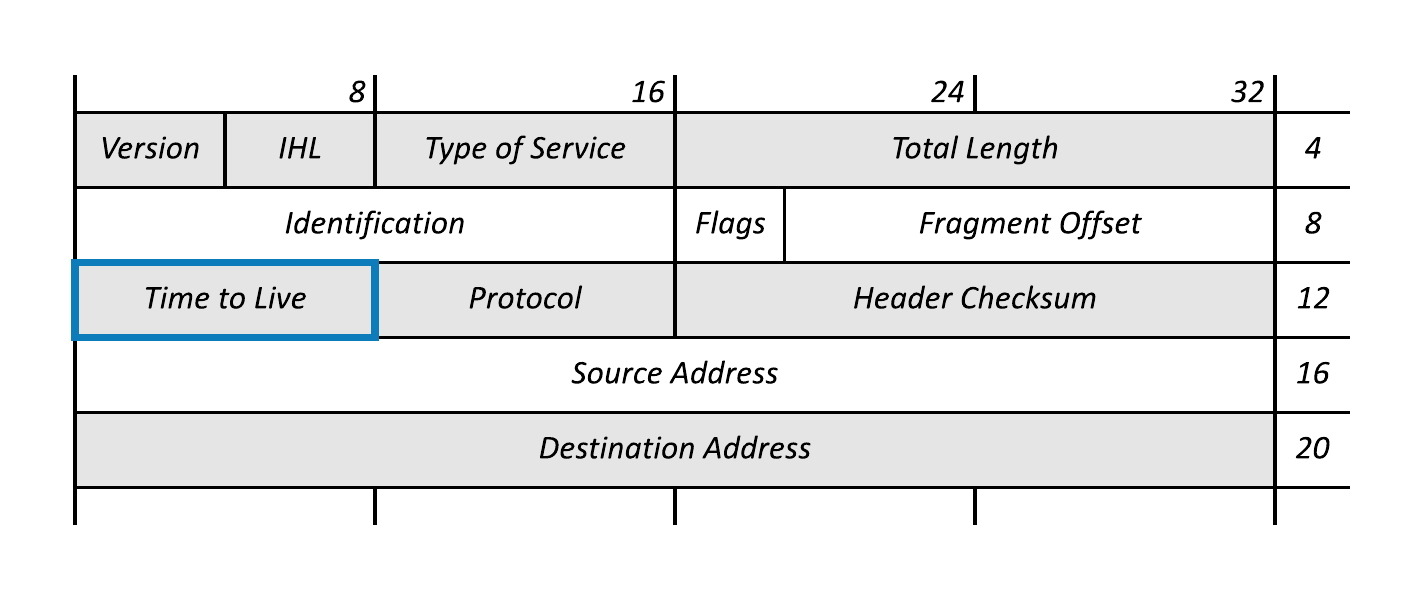 8 16 24 32
Version IHL Type of Service Total Length 4
Identification Flags Fragment Offset 8
Time to Live Protocol Header Checksum 12
Source Address 16
Destination Address 20